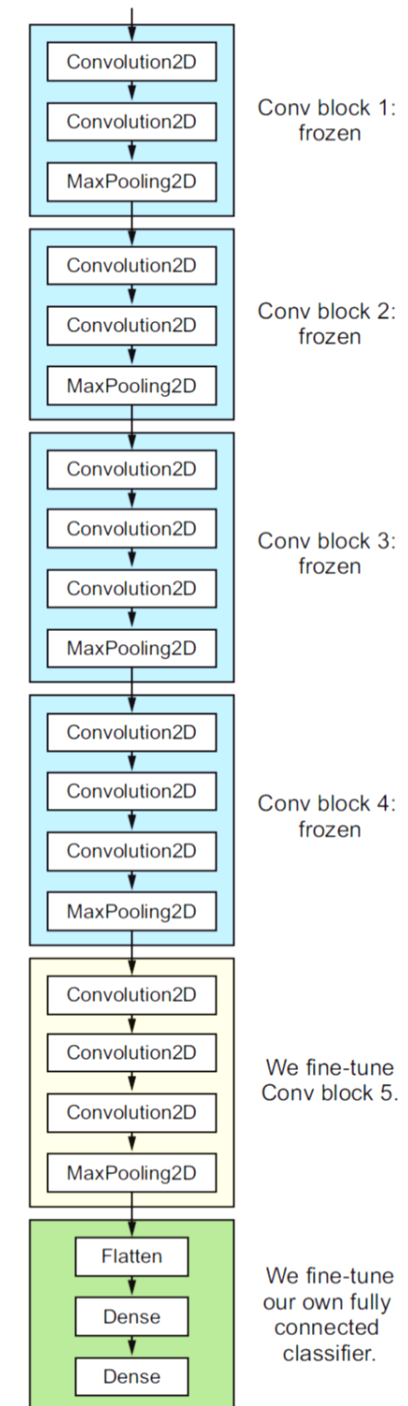 Convolution2D
Convolution2D
MaxPooling2D
Conv block 1:
frozen
Convolution2D
Convolution2D
MaxPooling2D
Conv block 2:
frozen
Convolution2D
Convolution2D
Convolution2D
MaxPooling2D
Conv block 3:
frozen
Convolution2D
Convolution2D
Convolution2D
MaxPooling2D
Conv block 4:
frozen
Convolution2D
Convolution2D
Convolution2D
MaxPooling2D
We fine-tune
Conv block 5.
Flatten
Dense
Dense
We fine-tune
our own fully
connected
classifier.